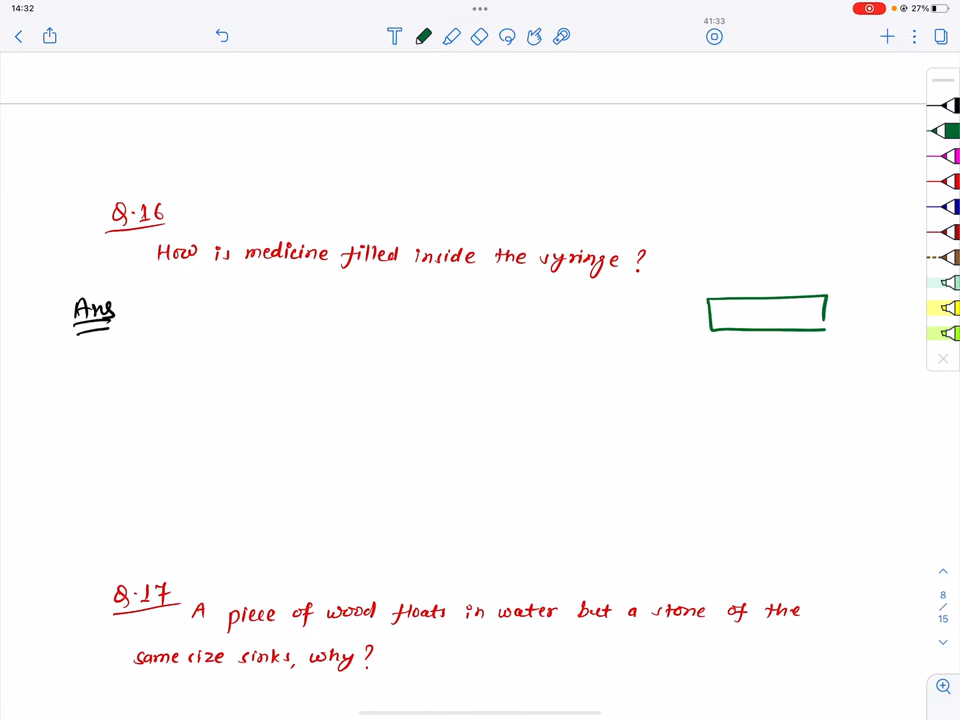 14:32
27%
41:33
T
Q.16
How is medicine filled inside the syringe ?
Ans
8
/
15
Q.17 A piece of wood floats in water but a stone of the
same size sinks, why ?